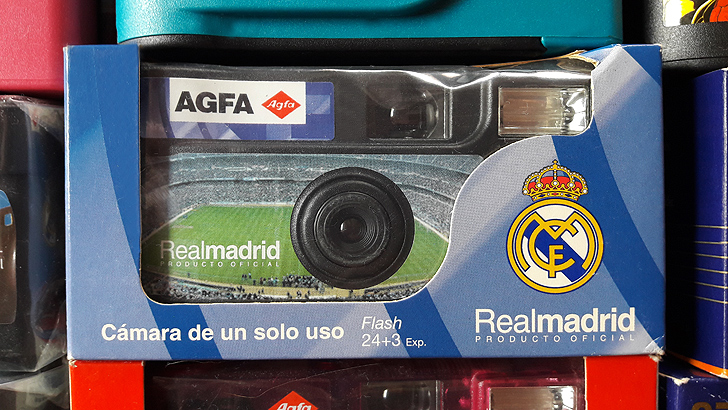 AGFA Agfa
Realmadrid
PRODUCTO OFICIAL
Cámara de un solo uso
Flash
24+3 Exp.
Realmadrid
PRODUCTO OFICIAL
Agfa